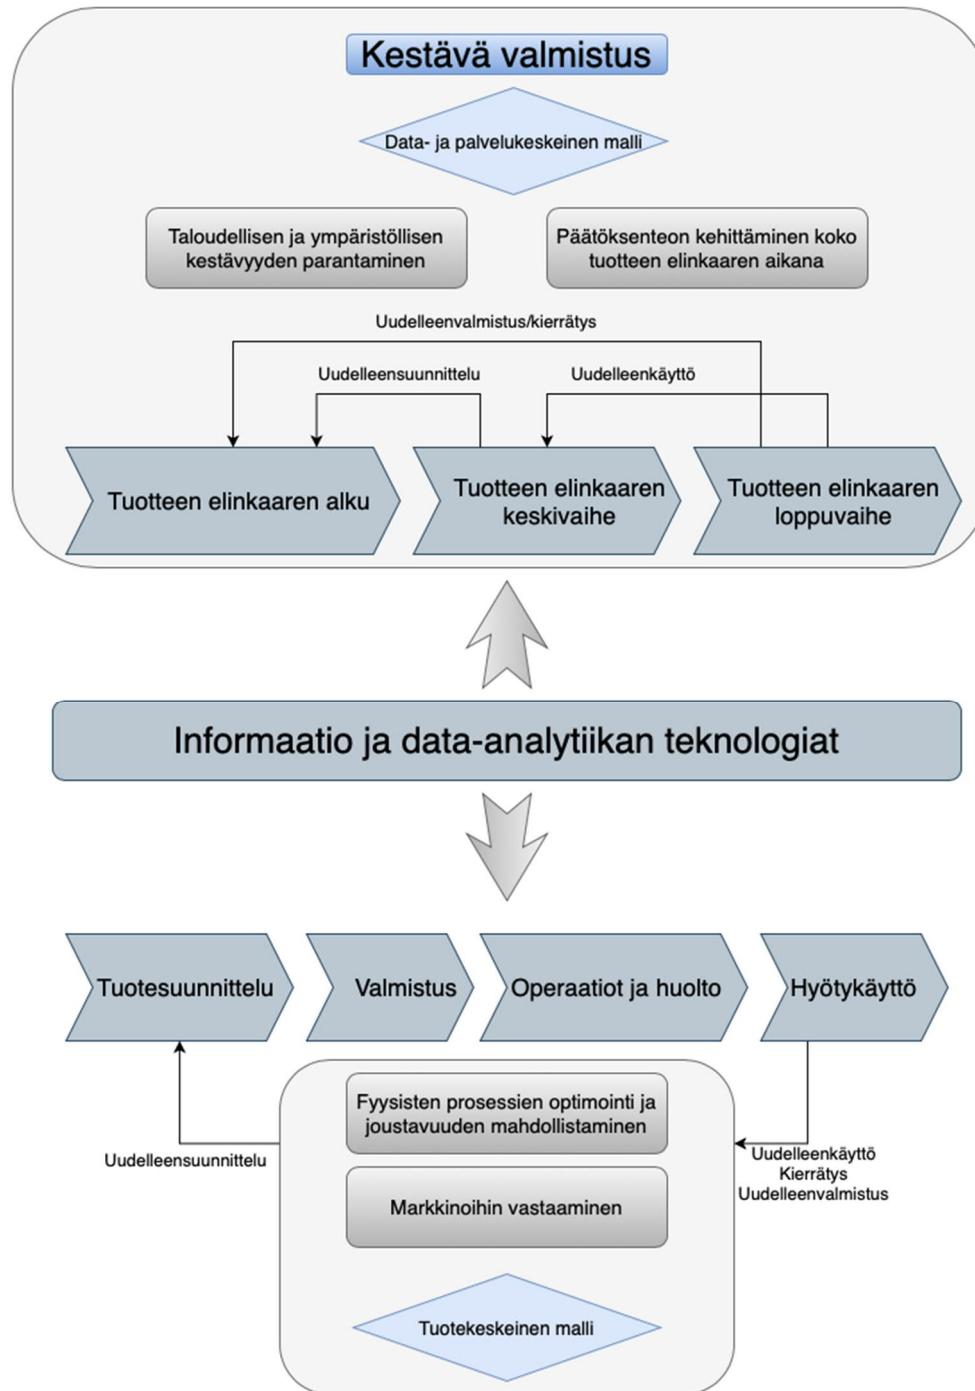 Kestävä valmistus
Data- ja palvelukeskeinen malli
Taloudellisen ja ympäristöllisen
kestävyyden parantaminen
Päätöksenteon kehittäminen koko
tuotteen elinkaaren aikana
Uudelleenvalmistus/kierrätys
Uudelleensuunnittelu
Uudelleenkäyttö
Tuotteen elinkaaren alku
Tuotteen elinkaaren
keskivaihe
Tuotteen elinkaaren
loppuvaihe
Informaatio ja data-analytiikan teknologiat
Tuotesuunnittelu
Valmistus
Operaatiot ja huolto
Hyötykäyttö
Fyysisten prosessien optimointi ja
joustavuuden mahdollistaminen
Uudelleensuunnittelu
Uudelleenkäyttö
Kierrätys
Uudelleenvalmistus
Markkinoihin vastaaminen
Tuotekeskeinen malli